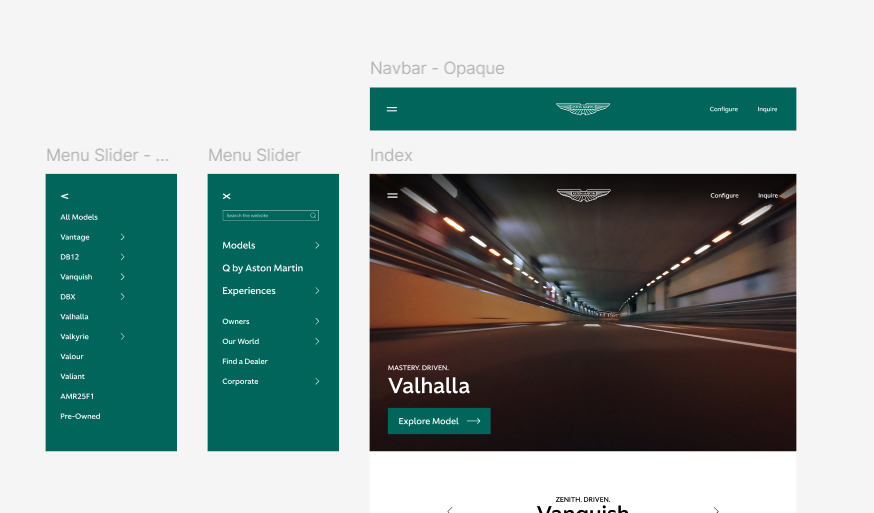 Navbar - Opaque
Configure
Inquire
Menu Slider - ...
<
All Models
Vantage
DB12
Vanquish
DBX
Valhalla
Valkyrie
Valour
Valiant
AMR25F1
Pre-Owned
Menu Slider
Search the website
Models
Q by Aston Martin
Experiences
Owners
Our World
Find a Dealer
Corporate
Index
Configure
Inquire
MASTERY. DRIVEN.
Valhalla
Explore Model
ZENITH. DRIVEN.
Vanquish